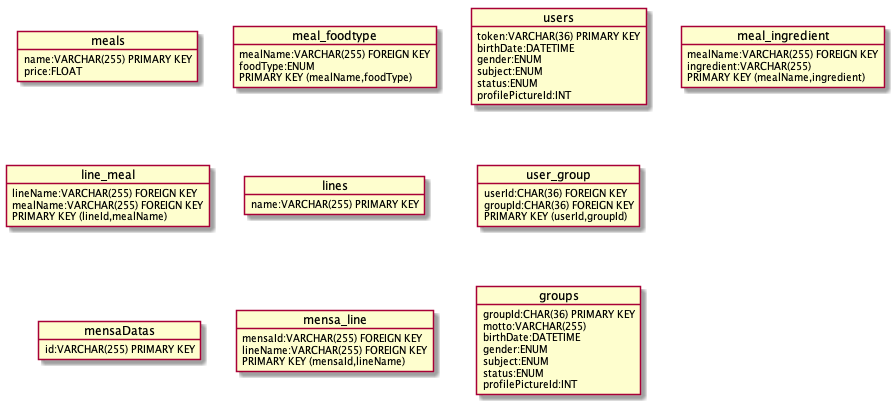 meals
name:VARCHAR(255) PRIMARY KEY
price:FLOAT
meal_foodtype
mealName:VARCHAR(255) FOREIGN KEY
foodType:ENUM
PRIMARY KEY (mealName,foodType)
users
token:VARCHAR(36) PRIMARY KEY
birthDate:DATETIME
gender:ENUM
subject:ENUM
status:ENUM
profilePictureId:INT
meal_ingredient
mealName:VARCHAR(255) FOREIGN KEY
ingredient:VARCHAR(255)
PRIMARY KEY (mealName,ingredient)
line_meal
lineName:VARCHAR(255) FOREIGN KEY
mealName:VARCHAR(255) FOREIGN KEY
PRIMARY KEY (lineId,mealName)
lines
name:VARCHAR(255) PRIMARY KEY
user_group
userId:CHAR(36) FOREIGN KEY
groupId:CHAR(36) FOREIGN KEY
PRIMARY KEY (userId,groupId)
mensaDatas
id:VARCHAR(255) PRIMARY KEY
mensa_line
mensaId:VARCHAR(255) FOREIGN KEY
lineName:VARCHAR(255) FOREIGN KEY
PRIMARY KEY (mensaId,lineName)
groups
groupId:CHAR(36) PRIMARY KEY
motto:VARCHAR(255)
birthDate:DATETIME
gender:ENUM
subject:ENUM
status:ENUM
profilePictureId:INT